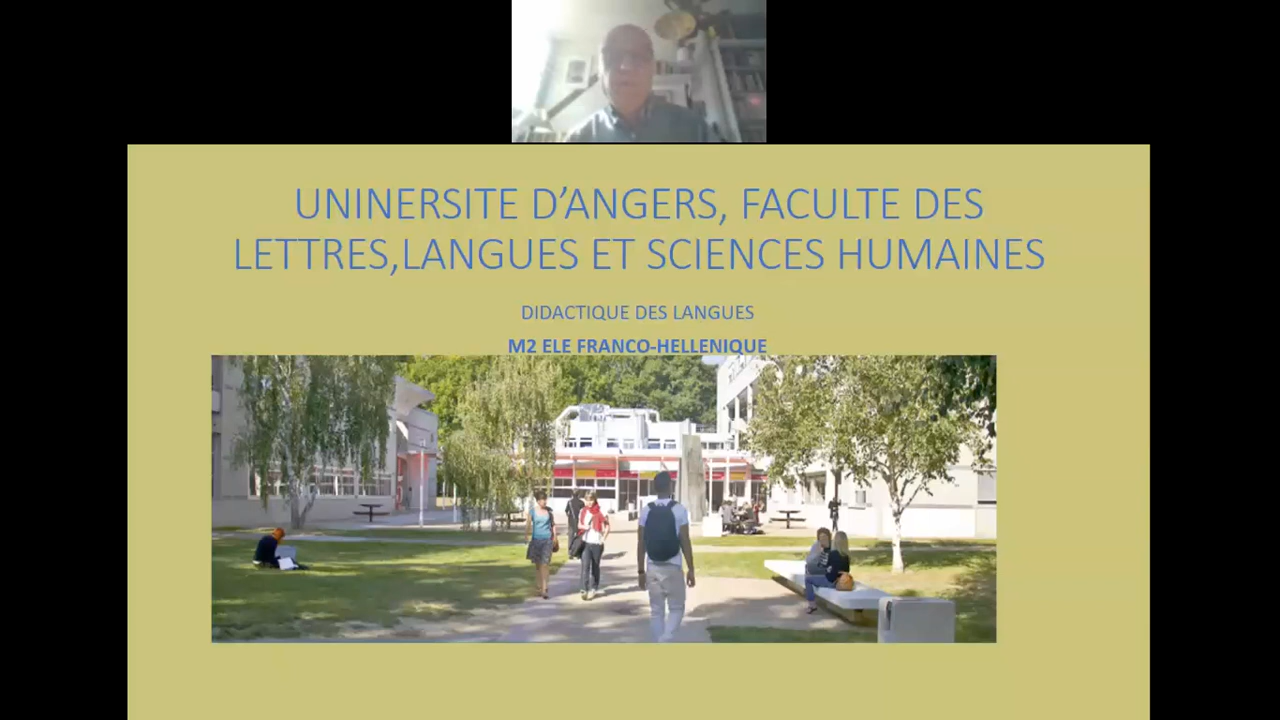 UNINERSITE D’ANGERS, FACULTE DES
LETTRES,LANGUES ET SCIENCES HUMAINES
DIDACTIQUE DES LANGUES
M2 ELE FRANCO-HELLENIQUE